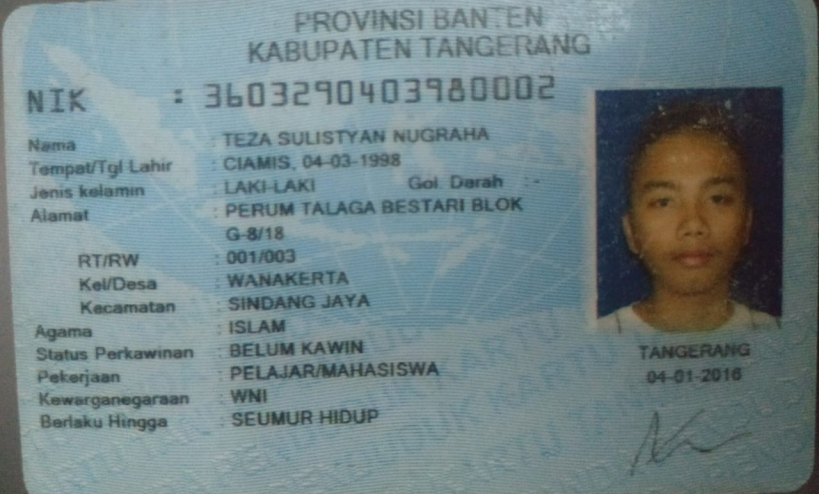 PROVINSI BANTEN
KABUPATEN TANGERANG
NIK : 3603290403980002
Nama : TEZA SULISTYAN NUGRAHA
Tempat/Tgl Lahir : CIAMIS, 04-03-1998
Jenis kelamin : LAKI-LAKI Gol. Darah : -
Alamat : PERUM TALAGA BESTARI BLOK
G-8/18
RT/RW : 001/003
Kel/Desa : WANAKERTA
Kecamatan : SINDANG JAYA
Agama : ISLAM
Status Perkawinan : BELUM KAWIN
Pekerjaan : PELAJAR/MAHASISWA
Kewarganegaraan : WNI
Berlaku Hingga : SEUMUR HIDUP
TANGERANG
04-01-2016